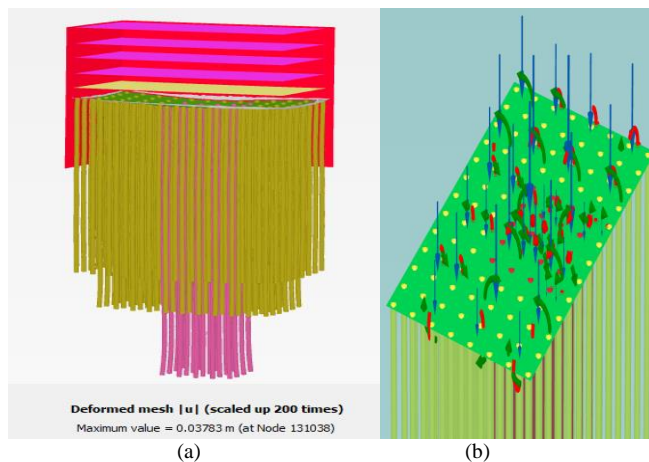 Deformed mesh |u| (scaled up 200 times)
Maximum value = 0.03783 m (at Node 131038)
(a)
(b)